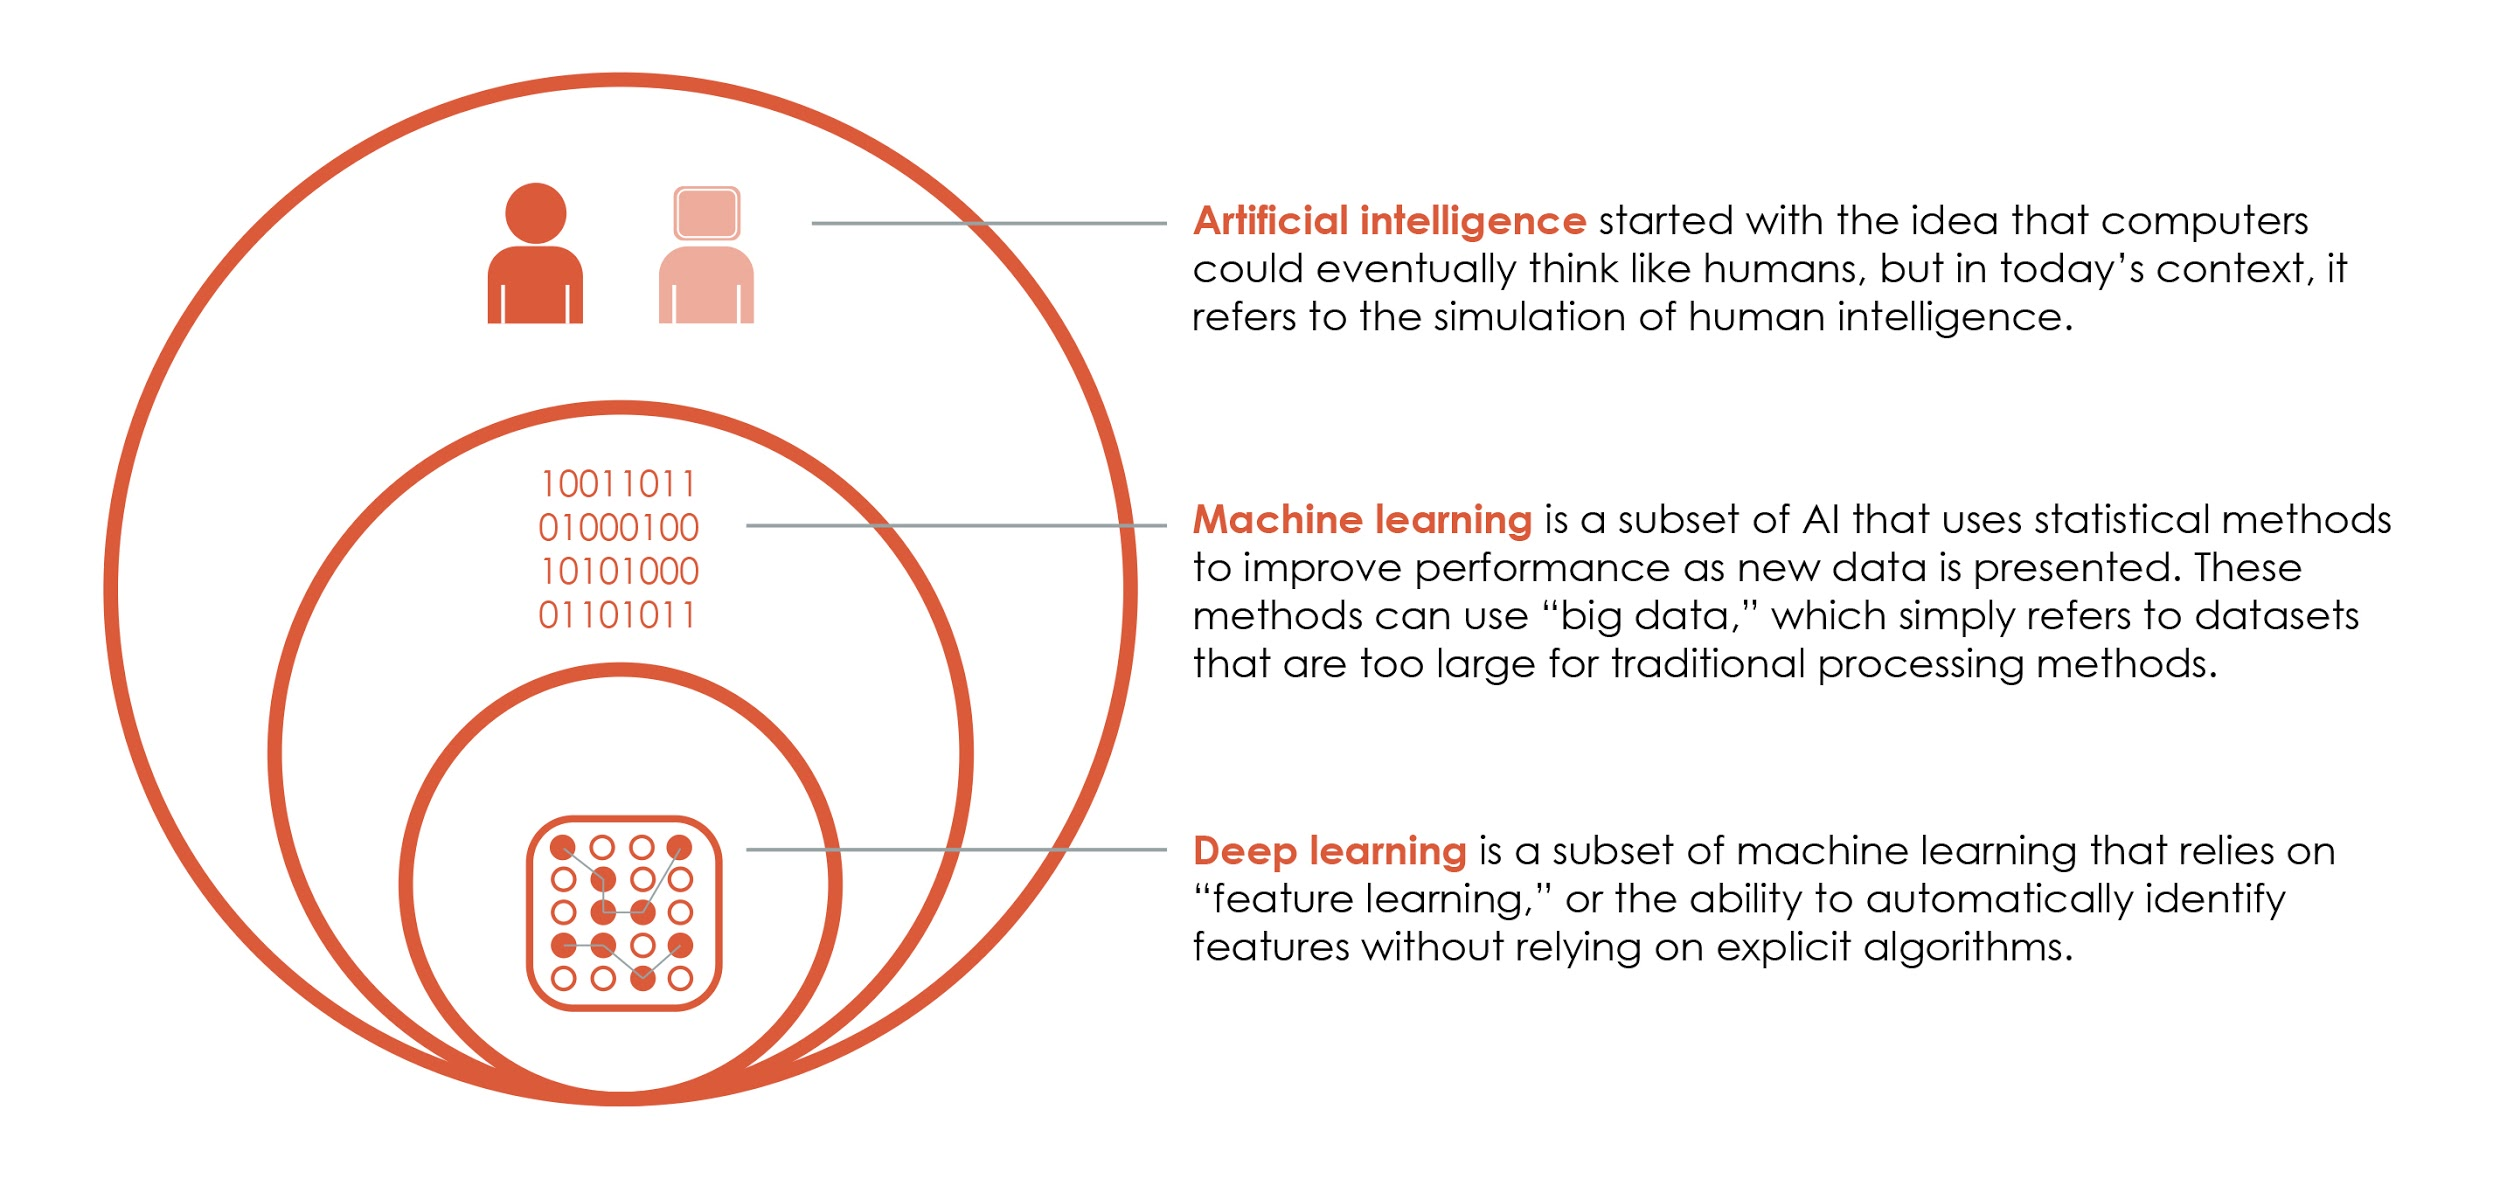 Artificial intelligence started with the idea that computers
could eventually think like humans, but in today’s context, it
refers to the simulation of human intelligence.
10011011
01000100
10101000
01101011
Machine learning is a subset of AI that uses statistical methods
to improve performance as new data is presented. These
methods can use “big data,” which simply refers to datasets
that are too large for traditional processing methods.
Deep learning is a subset of machine learning that relies on
“feature learning,” or the ability to automatically identify
features without relying on explicit algorithms.